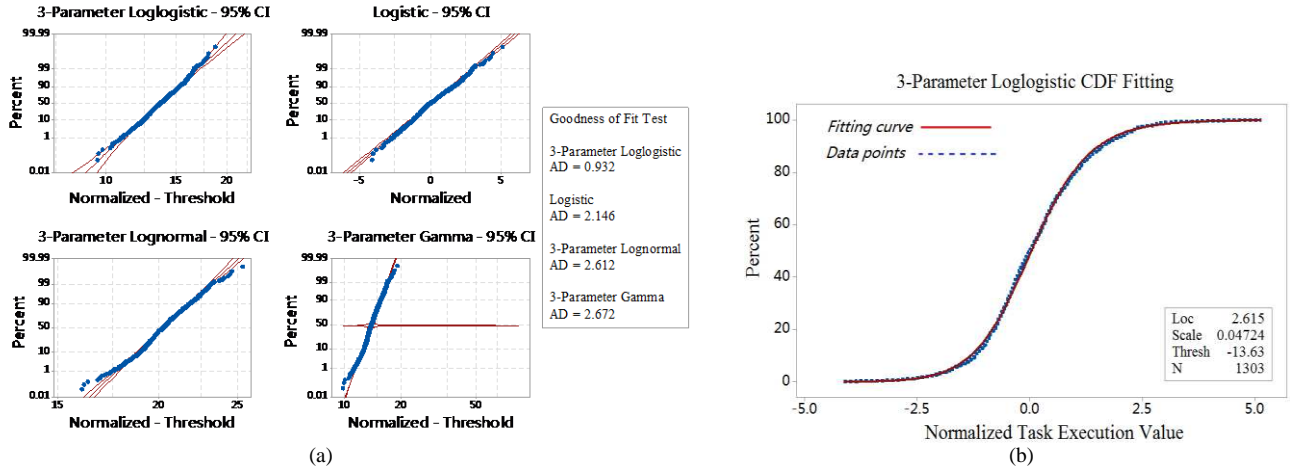 3-Parameter Loglogistic - 95% CI
99.99
99
90
50
10
1
0.01
Percent
10
15
20
Normalized - Threshold
Logistic - 95% CI
99.99
99
90
50
10
1
0.01
Percent
-5
0
5
Normalized
3-Parameter Lognormal - 95% CI
99.99
99
90
50
10
1
0.01
Percent
15
20
25
Normalized - Threshold
3-Parameter Gamma - 95% CI
99.99
99
90
50
10
1
0.01
Percent
10
20
50
Normalized - Threshold
Goodness of Fit Test
3-Parameter Loglogistic
AD = 0.932
Logistic
AD = 2.146
3-Parameter Lognormal
AD = 2.612
3-Parameter Gamma
AD = 2.672
(a)
3-Parameter Loglogistic CDF Fitting
Fitting curve
Data points
100
80
60
40
20
0
Percent
Loc 2.615
Scale 0.04724
Thresh -13.63
N 1303
-5.0
-2.5
0.0
2.5
5.0
Normalized Task Execution Value
(b)